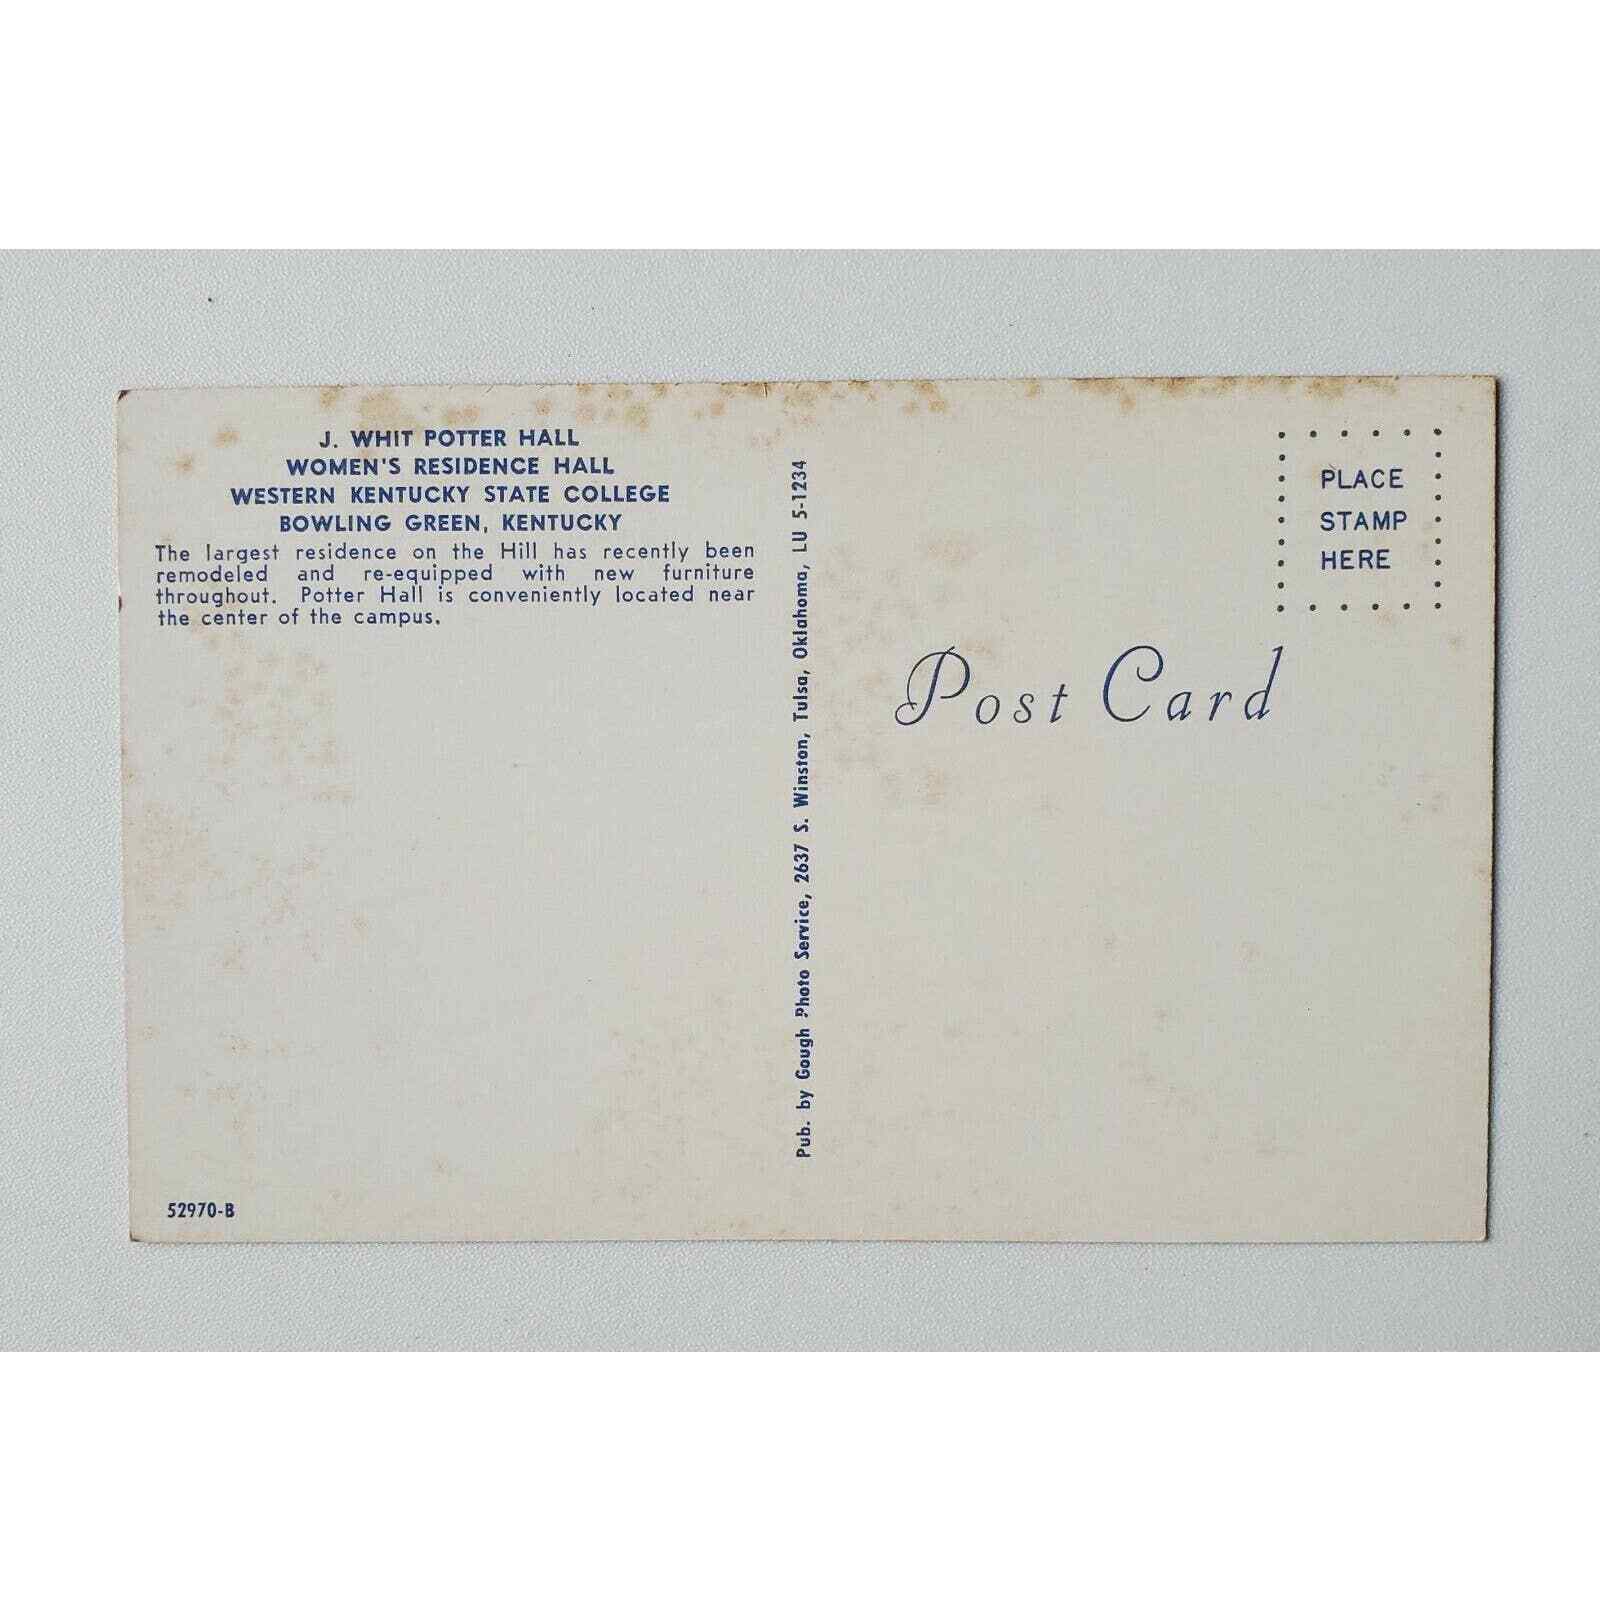 J. WHIT POTTER HALL
WOMEN'S RESIDENCE HALL
WESTERN KENTUCKY STATE COLLEGE
BOWLING GREEN, KENTUCKY
The largest residence on the Hill has recently been
remodeled and re-equipped with new furniture
throughout. Potter Hall is conveniently located near
the center of the campus.
52970-B
Pub. by Gough Photo Service, 2637 S. Winston, Tulsa, Oklahoma, LU 5-1234
PLACE
STAMP
HERE
Post Card